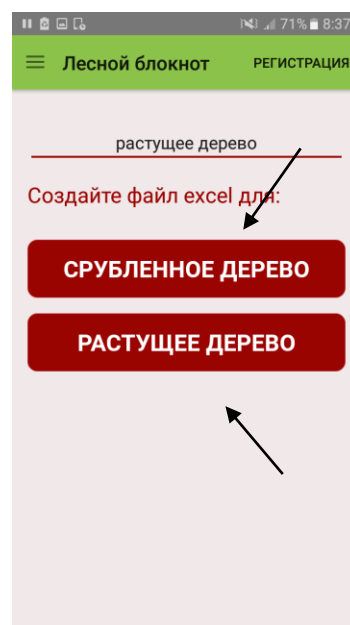 71% 8:37
Лесной блокнот РЕГИСТРАЦИЯ
растущее дерево
Создайте файл excel для:
СРУБЛЕННОЕ ДЕРЕВО
РАСТУЩЕЕ ДЕРЕВО